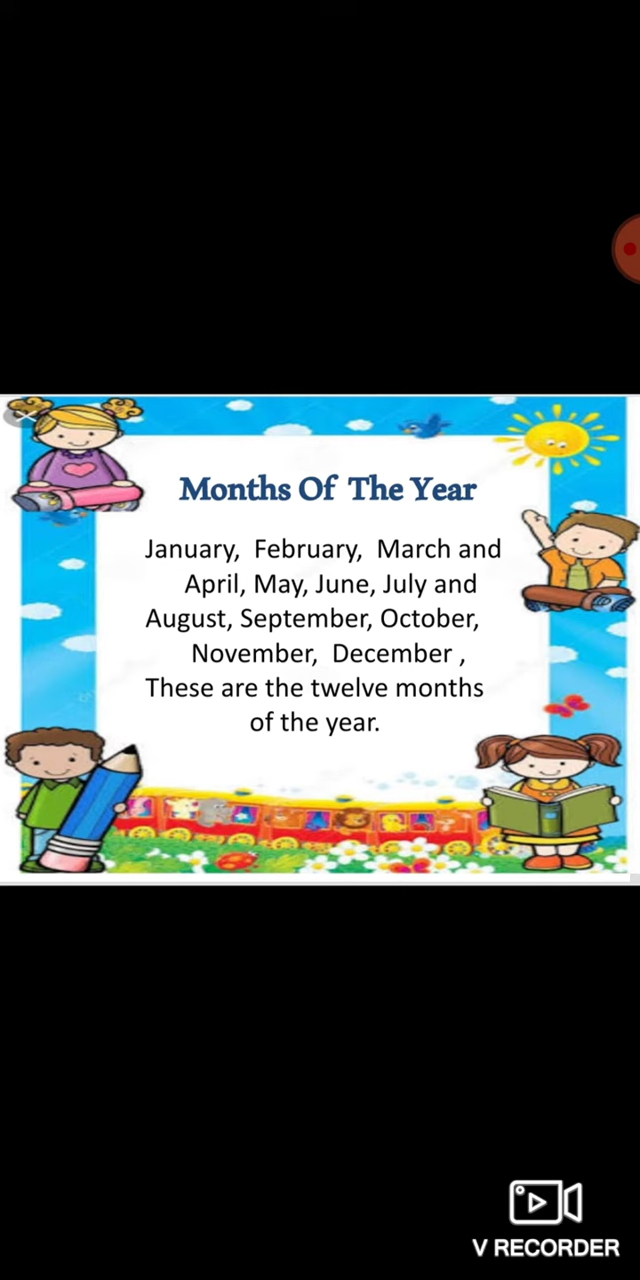 Months Of The Year
January, February, March and
April, May, June, July and
August, September, October,
November, December ,
These are the twelve months
of the year.
V RECORDER